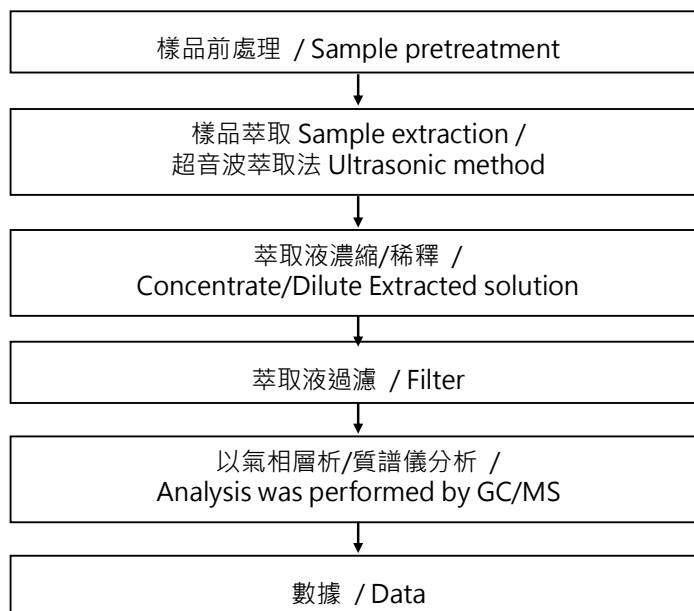 樣品前處理 / Sample pretreatment
樣品萃取 Sample extraction /
超音波萃取法 Ultrasonic method
萃取液濃縮/稀釋 /
Concentrate/Dilute Extracted solution
萃取液過濾 / Filter
以氣相層析/質譜儀分析 /
Analysis was performed by GC/MS
數據 / Data